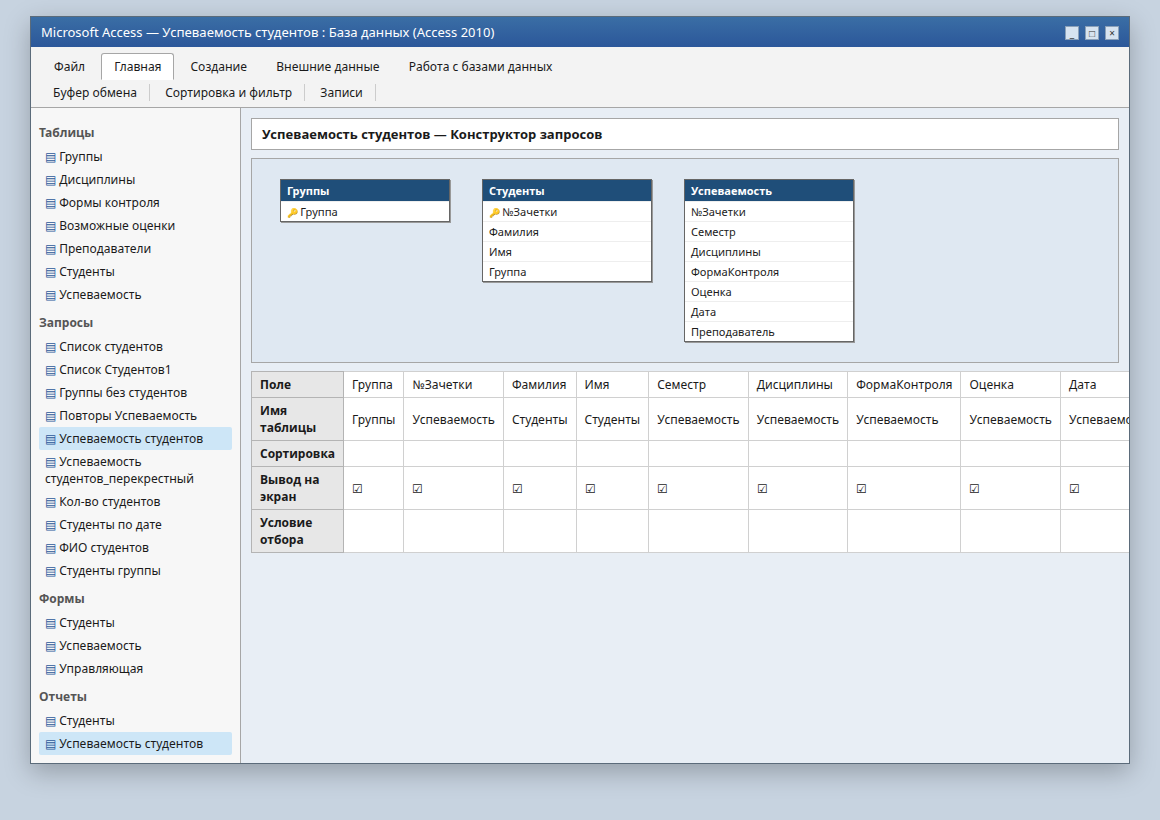 Microsoft Access — Успеваемость студентов : База данных (Access 2010)
Файл Главная Создание Внешние данные Работа с базами данных
Буфер обмена Сортировка и фильтр Записи
Таблицы
Группы
Дисциплины
Формы контроля
Возможные оценки
Преподаватели
Студенты
Успеваемость
Запросы
Список студентов
Список Студентов1
Группы без студентов
Повторы Успеваемость
Успеваемость студентов
Успеваемость
студентов_перекрестный
Кол-во студентов
Студенты по дате
ФИО студентов
Студенты группы
Формы
Студенты
Успеваемость
Управляющая
Отчеты
Студенты
Успеваемость студентов
Успеваемость студентов — Конструктор запросов
Группы
Группа
Студенты
№Зачетки
Фамилия
Имя
Группа
Успеваемость
№Зачетки
Семестр
Дисциплины
ФормаКонтроля
Оценка
Дата
Преподаватель
Поле Группа №Зачетки Фамилия Имя Семестр Дисциплины ФормаКонтроля Оценка Дата
Имя
таблицы Группы Успеваемость Студенты Студенты Успеваемость Успеваемость Успеваемость Успеваемость
Сортировка
Вывод на
экран ☑ ☑ ☑ ☑ ☑ ☑ ☑ ☑ ☑
Условие
отбора